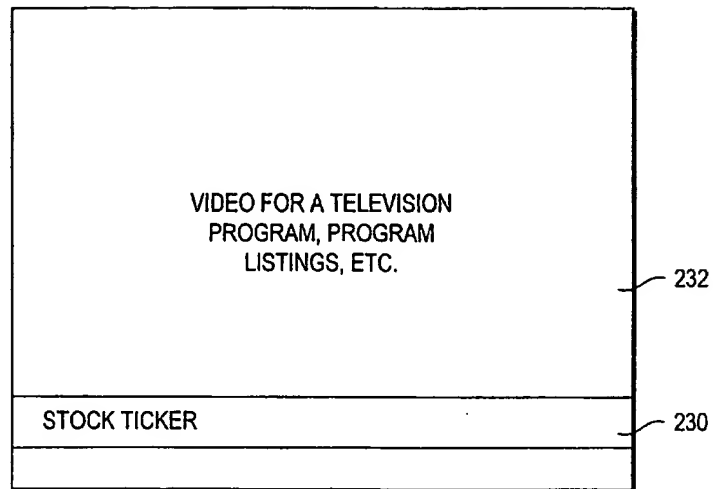 VIDEO FOR A TELEVISION
PROGRAM, PROGRAM
LISTINGS, ETC.
232
STOCK TICKER
230